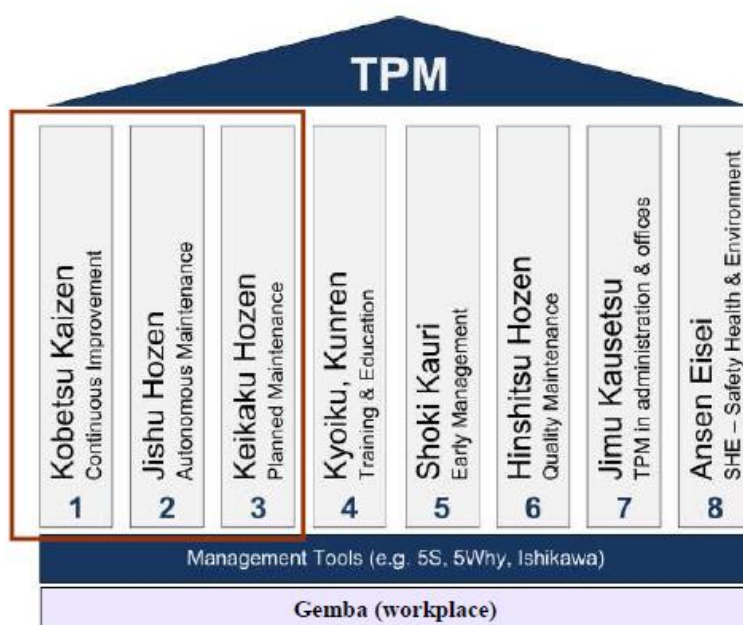 TPM
Kobetsu Kaizen
Continuous Improvement
1
Jishu Hozen
Autonomous Maintenance
2
Keikaku Hozen
Planned Maintenance
3
Kyoiku, Kunren
Training & Education
4
Shoki Kauri
Early Management
5
Hinshitsu Hozen
Quality Maintenance
6
Jimu Kausetsu
TPM in administration & offices
7
Ansen Eisei
SHE – Safety Health & Environment
8
Management Tools (e.g. 5S, 5Why, Ishikawa)
Gemba (workplace)